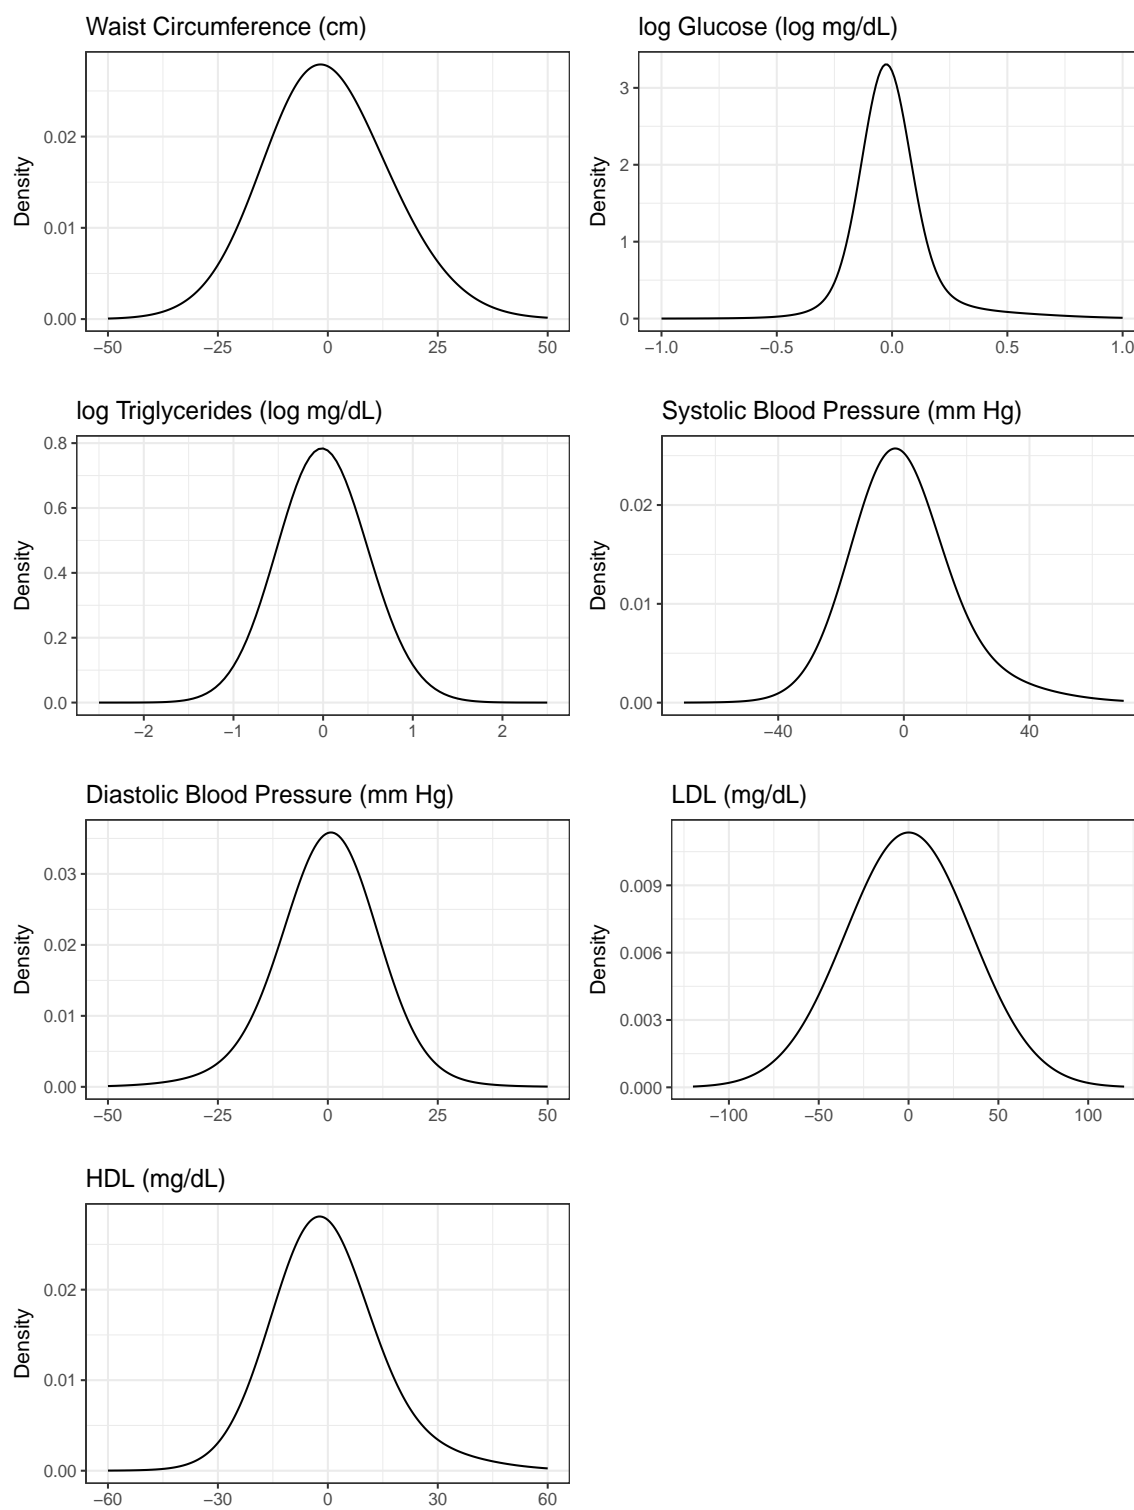 Waist Circumference (cm)
Density
0.02
0.01
0.00
−50 −25 0 25 50
log Glucose (log mg/dL)
Density
3
2
1
0
−1.0 −0.5 0.0 0.5 1.0
log Triglycerides (log mg/dL)
Density
0.8
0.6
0.4
0.2
0.0
−2 −1 0 1 2
Systolic Blood Pressure (mm Hg)
Density
0.02
0.01
0.00
−40 0 40
Diastolic Blood Pressure (mm Hg)
Density
0.03
0.02
0.01
0.00
−50 −25 0 25 50
LDL (mg/dL)
Density
0.009
0.006
0.003
0.000
−100 −50 0 50 100
HDL (mg/dL)
Density
0.02
0.01
0.00
−60 −30 0 30 60